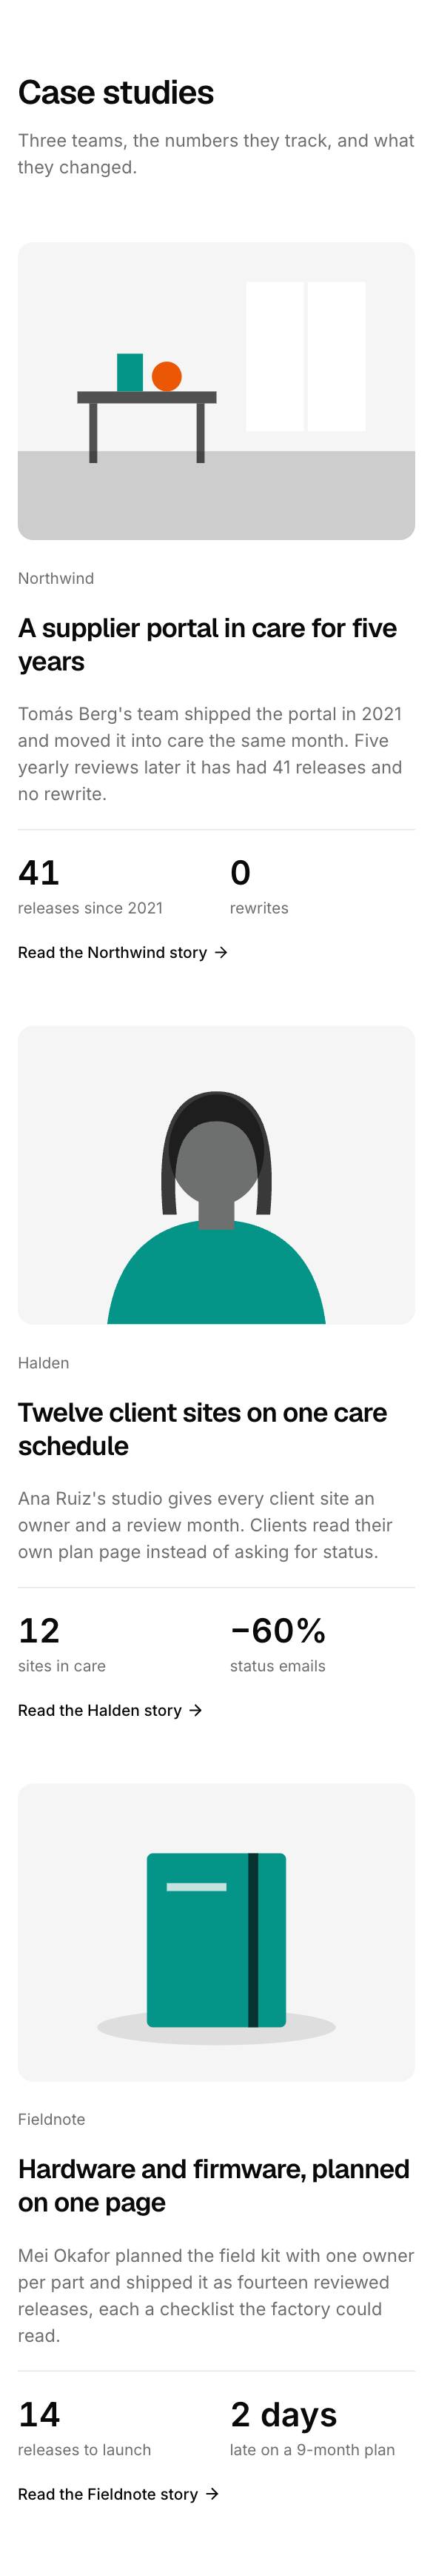 Case studies
Three teams, the numbers they track, and what
they changed.
Northwind
A supplier portal in care for five
years
Tomás Berg's team shipped the portal in 2021
and moved it into care the same month. Five
yearly reviews later it has had 41 releases and
no rewrite.
41
0
releases since 2021
rewrites
Read the Northwind story →
Halden
Twelve client sites on one care
schedule
Ana Ruiz's studio gives every client site an
owner and a review month. Clients read their
own plan page instead of asking for status.
12
−60%
sites in care
status emails
Read the Halden story →
Fieldnote
Hardware and firmware, planned
on one page
Mei Okafor planned the field kit with one owner
per part and shipped it as fourteen reviewed
releases, each a checklist the factory could
read.
14
2 days
releases to launch
late on a 9-month plan
Read the Fieldnote story →